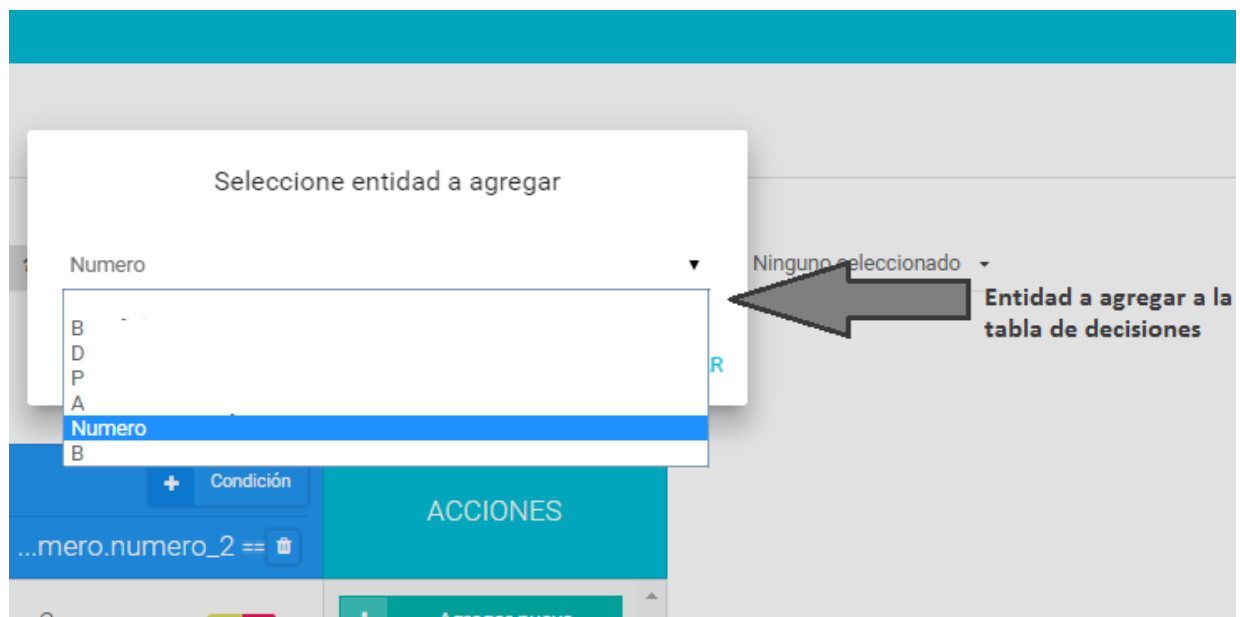 Seleccione entidad a agregar
Numero
Ninguno seleccionado
Entidad a agregar a la
tabla de decisiones
B
D
P
A
Numero
B
Condición
ACCIONES
...mero.numero_2 ==